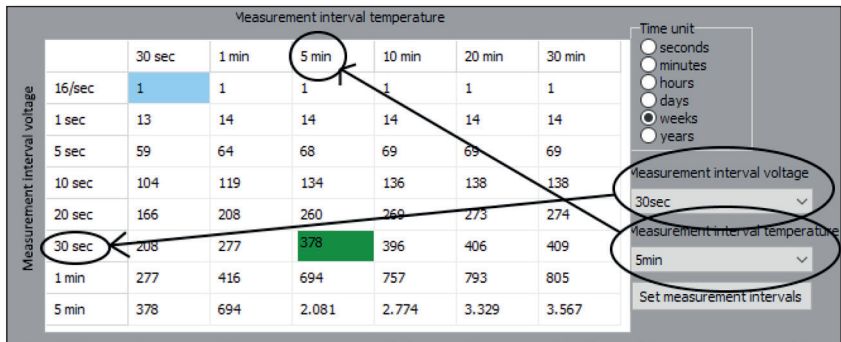 Measurement interval temperature
Measurement interval voltage
30 sec 1 min 5 min 10 min 20 min 30 min
16/sec 1 1 1 1 1 1
1 sec 13 14 14 14 14 14
5 sec 59 64 68 69 69 69
10 sec 104 119 134 136 138 138
20 sec 166 208 260 269 273 274
30 sec 208 277 378 396 406 409
1 min 277 416 694 757 793 805
5 min 378 694 2.081 2.774 3.329 3.567
Time unit
seconds
minutes
hours
days
weeks
years
Measurement interval voltage
30sec
Measurement interval temperature
5min
Set measurement intervals